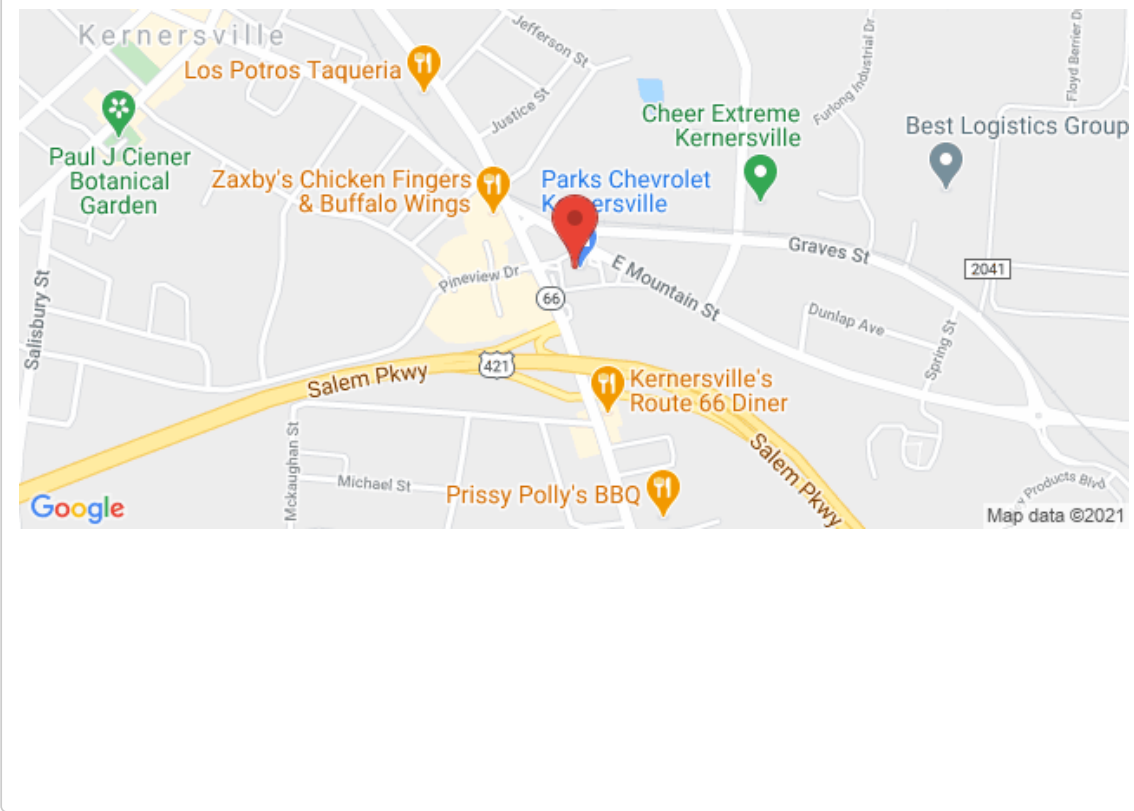 Kernersville
Jefferson St
Los Potros Taqueria
Justice St
Furlong Industrial Dr
Floyd Berrier D
Cheer Extreme
Kernersville
Best Logistics Group
Paul J Ciener
Botanical
Garden
Zaxby's Chicken Fingers
& Buffalo Wings
Parks Chevrolet
K ersville
Graves St
2041
Pineview Dr
E Mountain St
66
Salisbury St
Dunlap Ave
Spring St
421
Salem Pkwy
Kernersville's
Route 66 Diner
Mckaughan St
Michael St
Salem Pkwy
Prissy Polly's BBQ
y Products Blvd
Google
Map data ©2021